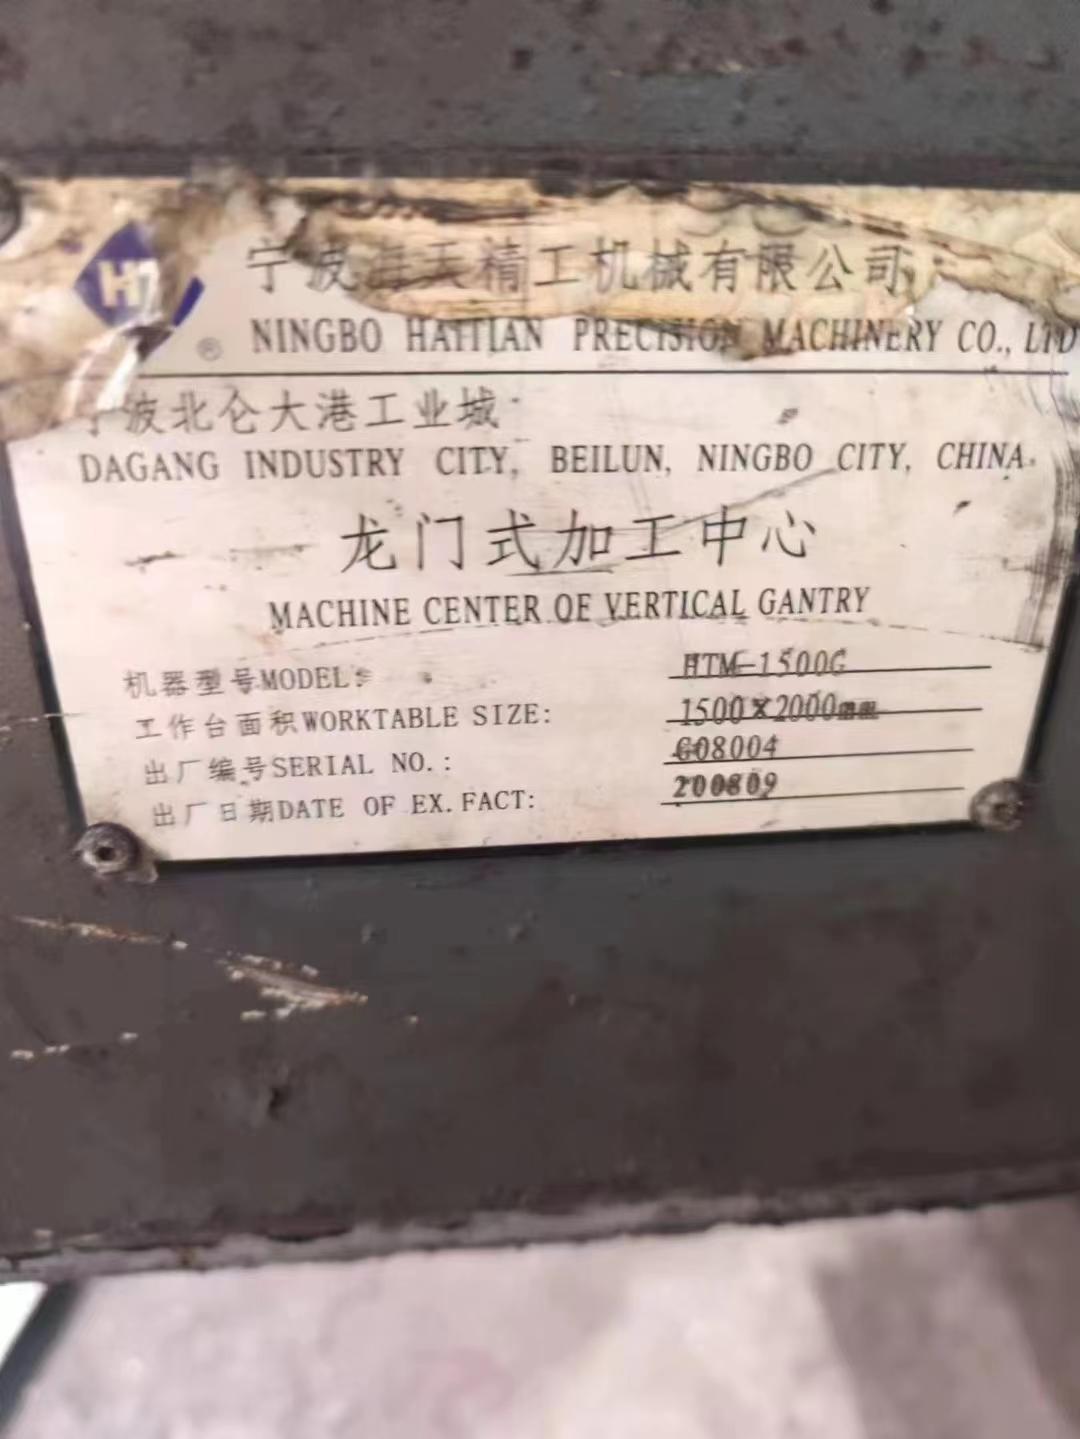 HT
宁波海天精工机械有限公司
® NINGBO HAITIAN PRECISION MACHINERY CO., LTD
宁波北仑大港工业城
DAGANG INDUSTRY CITY, BEILUN, NINGBO CITY, CHINA.
龙门式加工中心
MACHINE CENTER OF VERTICAL GANTRY
机器型号MODEL: HTM-1500G
工作台面积WORKTABLE SIZE: 1500×2000mm
出厂编号SERIAL NO.: G08004
出厂日期DATE OF EX.FACT: 200809